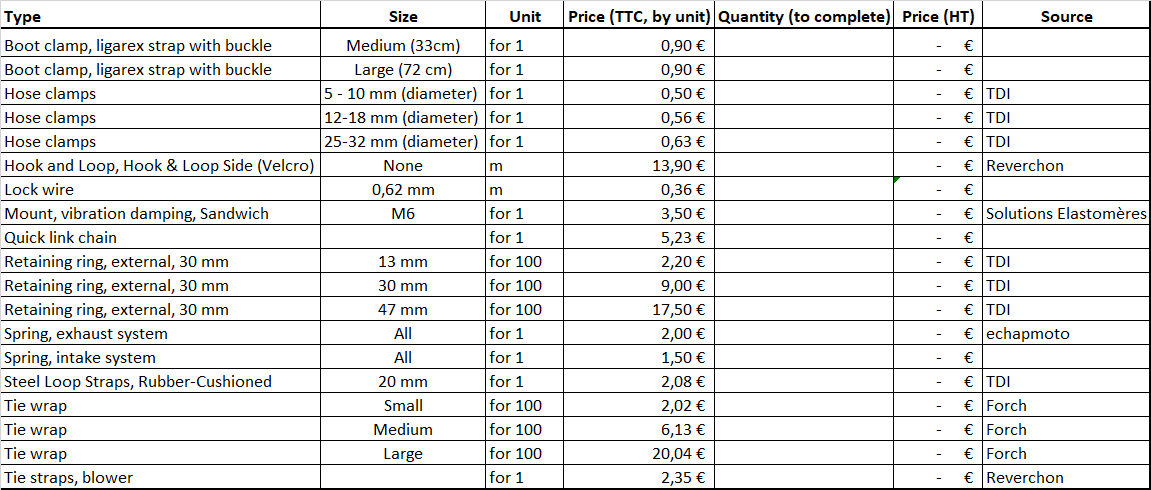 Type Size Unit Price (TTC, by unit) Quantity (to complete) Price (HT) Source
Boot clamp, ligarex strap with buckle Medium (33cm) for 1 0,90 € - €
Boot clamp, ligarex strap with buckle Large (72 cm) for 1 0,90 € - €
Hose clamps 5 - 10 mm (diameter) for 1 0,50 € - € TDI
Hose clamps 12-18 mm (diameter) for 1 0,56 € - € TDI
Hose clamps 25-32 mm (diameter) for 1 0,63 € - € TDI
Hook and Loop, Hook & Loop Side (Velcro) None m 13,90 € - € Reverchon
Lock wire 0,62 mm m 0,36 € - €
Mount, vibration damping, Sandwich M6 for 1 3,50 € - € Solutions Elastomères
Quick link chain for 1 5,23 € - €
Retaining ring, external, 30 mm 13 mm for 100 2,20 € - € TDI
Retaining ring, external, 30 mm 30 mm for 100 9,00 € - € TDI
Retaining ring, external, 30 mm 47 mm for 100 17,50 € - € TDI
Spring, exhaust system All for 1 2,00 € - € echapmoto
Spring, intake system All for 1 1,50 € - €
Steel Loop Straps, Rubber-Cushioned 20 mm for 1 2,08 € - € TDI
Tie wrap Small for 100 2,02 € - € Forch
Tie wrap Medium for 100 6,13 € - € Forch
Tie wrap Large for 100 20,04 € - € Forch
Tie straps, blower for 1 2,35 € - € Reverchon